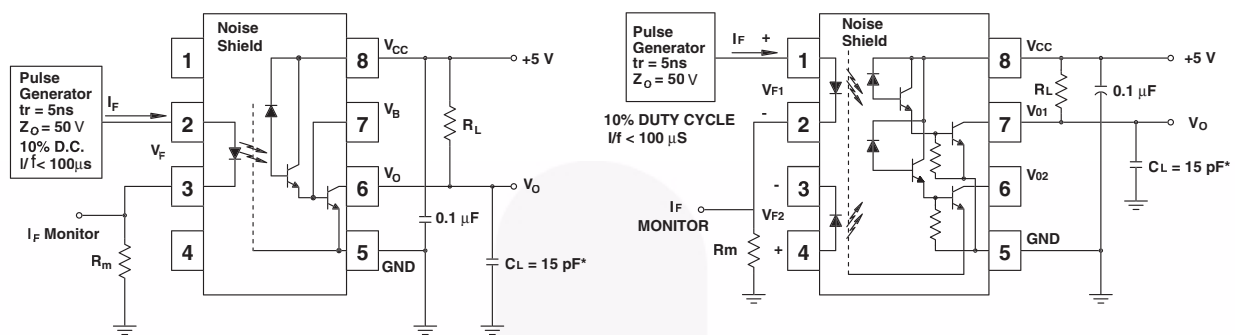 Noise
Shield
Pulse
Generator
tr = 5ns
ZO = 50 V
10% D.C.
I/f < 100µs
IF
VF
IF Monitor
Rm
1
2
3
4
8
7
6
5
VCC
VB
VO
GND
+5 V
RL
VO
0.1 µF
CL = 15 pF*
Pulse
Generator
tr = 5ns
ZO = 50 V
10% DUTY CYCLE
I/f < 100 µS
IF +
VF1
-
-
VF2
+
IF
MONITOR
Rm
Noise
Shield
1
2
3
4
8
7
6
5
VCC
V01
V02
GND
+5 V
RL
0.1 µF
VO
CL = 15 pF*